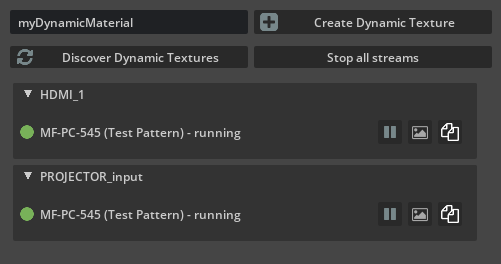 myDynamicMaterial
Create Dynamic Texture
Discover Dynamic Textures
Stop all streams
HDMI_1
MF-PC-545 (Test Pattern) - running
PROJECTOR_input
MF-PC-545 (Test Pattern) - running